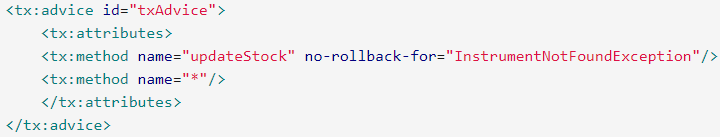 <tx:advice id="txAdvice">
    <tx:attributes>
    <tx:method name="updateStock" no-rollback-for="InstrumentNotFoundException"/>
    <tx:method name="*"/>
    </tx:attributes>
</tx:advice>